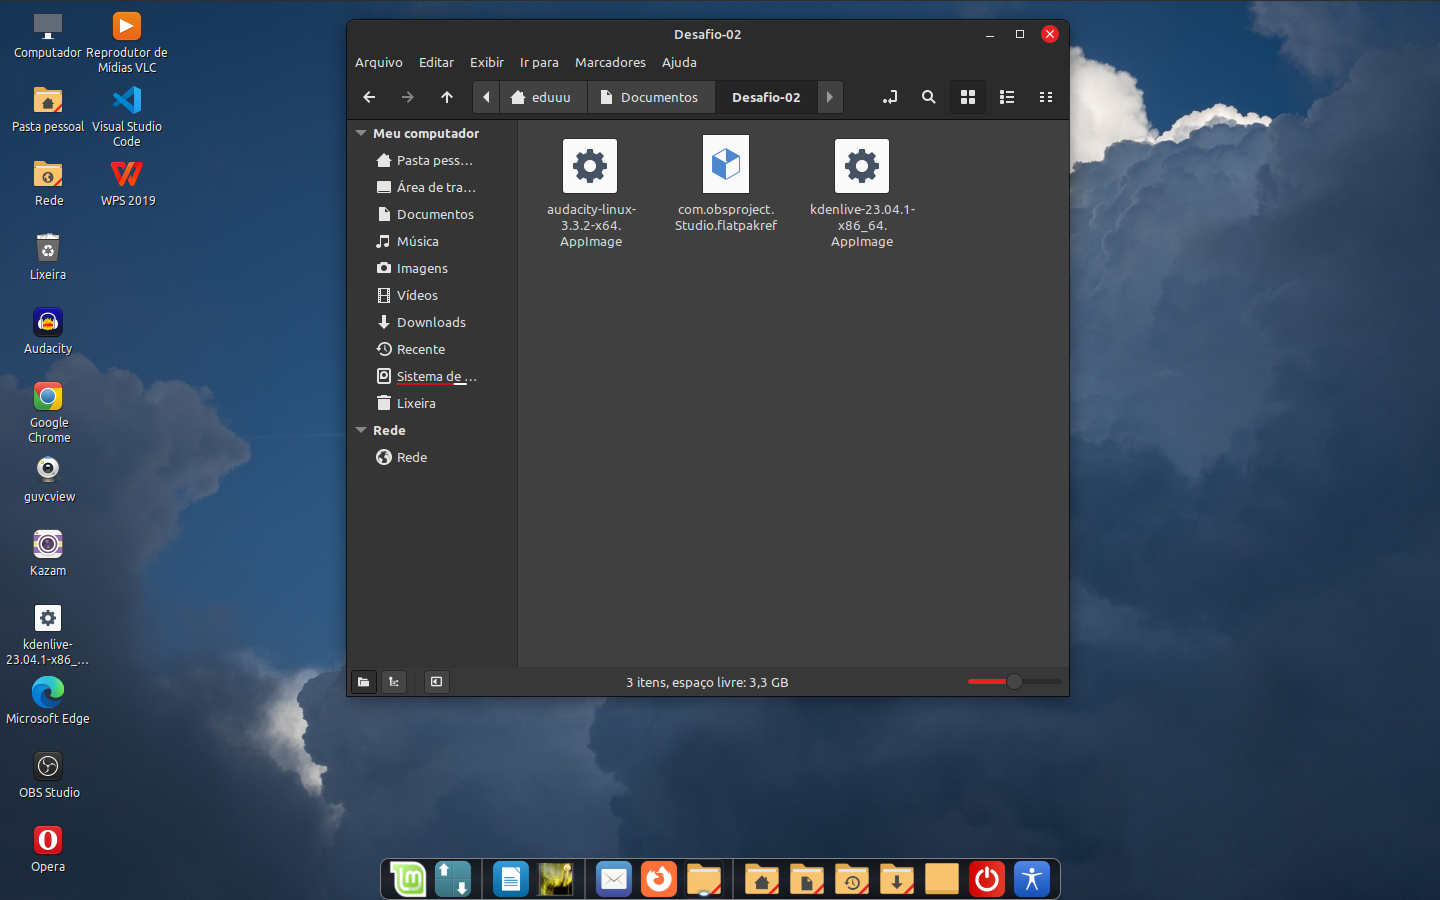 Computador
Reprodutor de
Mídias VLC
Pasta pessoal
Visual Studio
Code
Rede
WPS 2019
Lixeira
Audacity
Google
Chrome
guvcview
Kazam
kdenlive-
23.04.1-x86_...
Microsoft Edge
OBS Studio
Opera
Desafio-02
Arquivo Editar Exibir Ir para Marcadores Ajuda
eduuu Documentos Desafio-02
Meu computador
Pasta pess...
Área de tra...
Documentos
Música
Imagens
Vídeos
Downloads
Recente
Sistema de ...
Lixeira
Rede
Rede
audacity-linux-
3.3.2-x64.
AppImage
com.obsproject.
Studio.flatpakref
kdenlive-23.04.1-
x86_64.
AppImage
3 itens, espaço livre: 3,3 GB